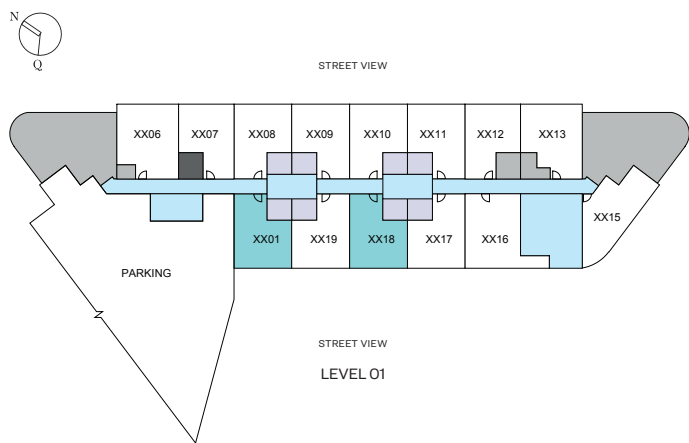 N
Q
STREET VIEW
XX06 XX07 XX08 XX09 XX10 XX11 XX12 XX13
XX15
XX01 XX19 XX18 XX17 XX16
PARKING
STREET VIEW
LEVEL 01